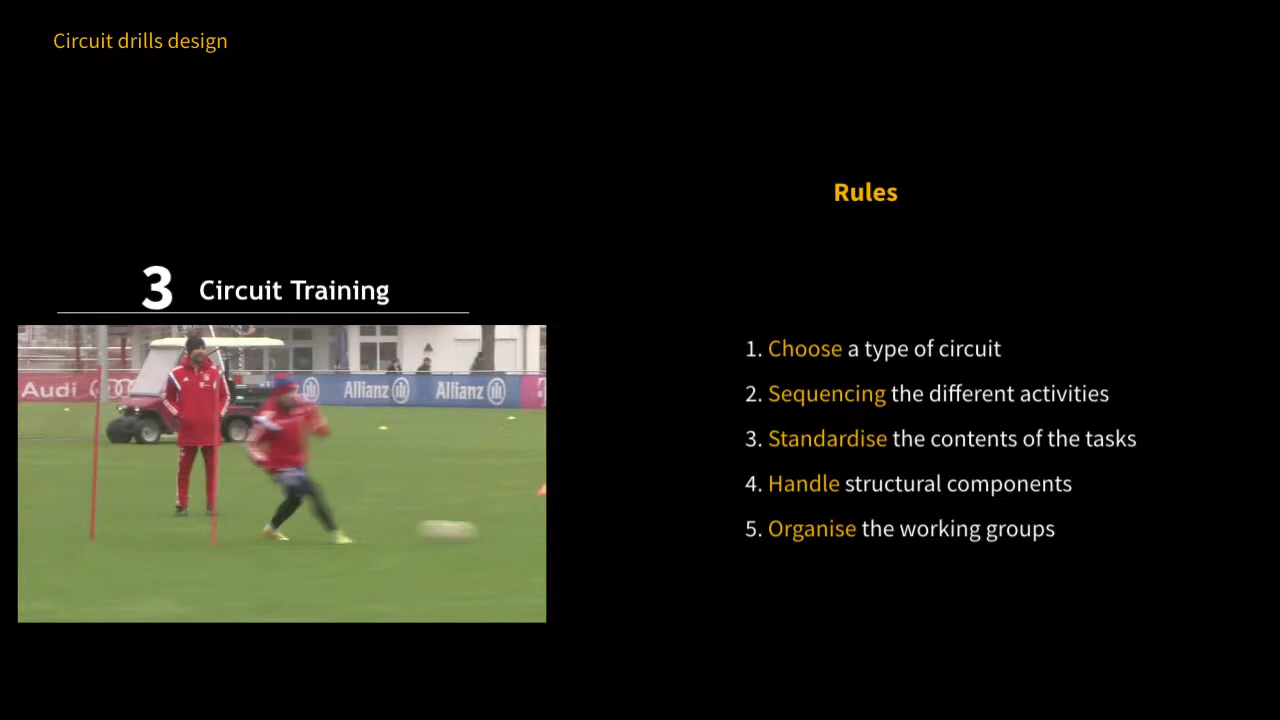 Circuit drills design
Rules
3 Circuit Training
Audi
Allianz
Allianz
1. Choose a type of circuit
2. Sequencing the different activities
3. Standardise the contents of the tasks
4. Handle structural components
5. Organise the working groups